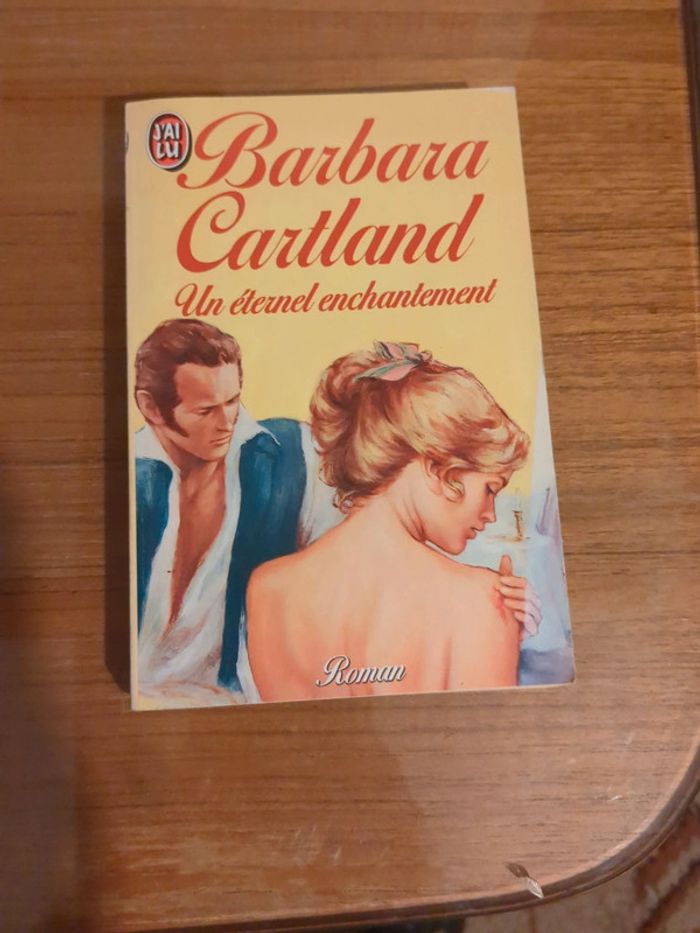 J'AI
LU
Barbara
Cartland
Un éternel enchantement
Roman